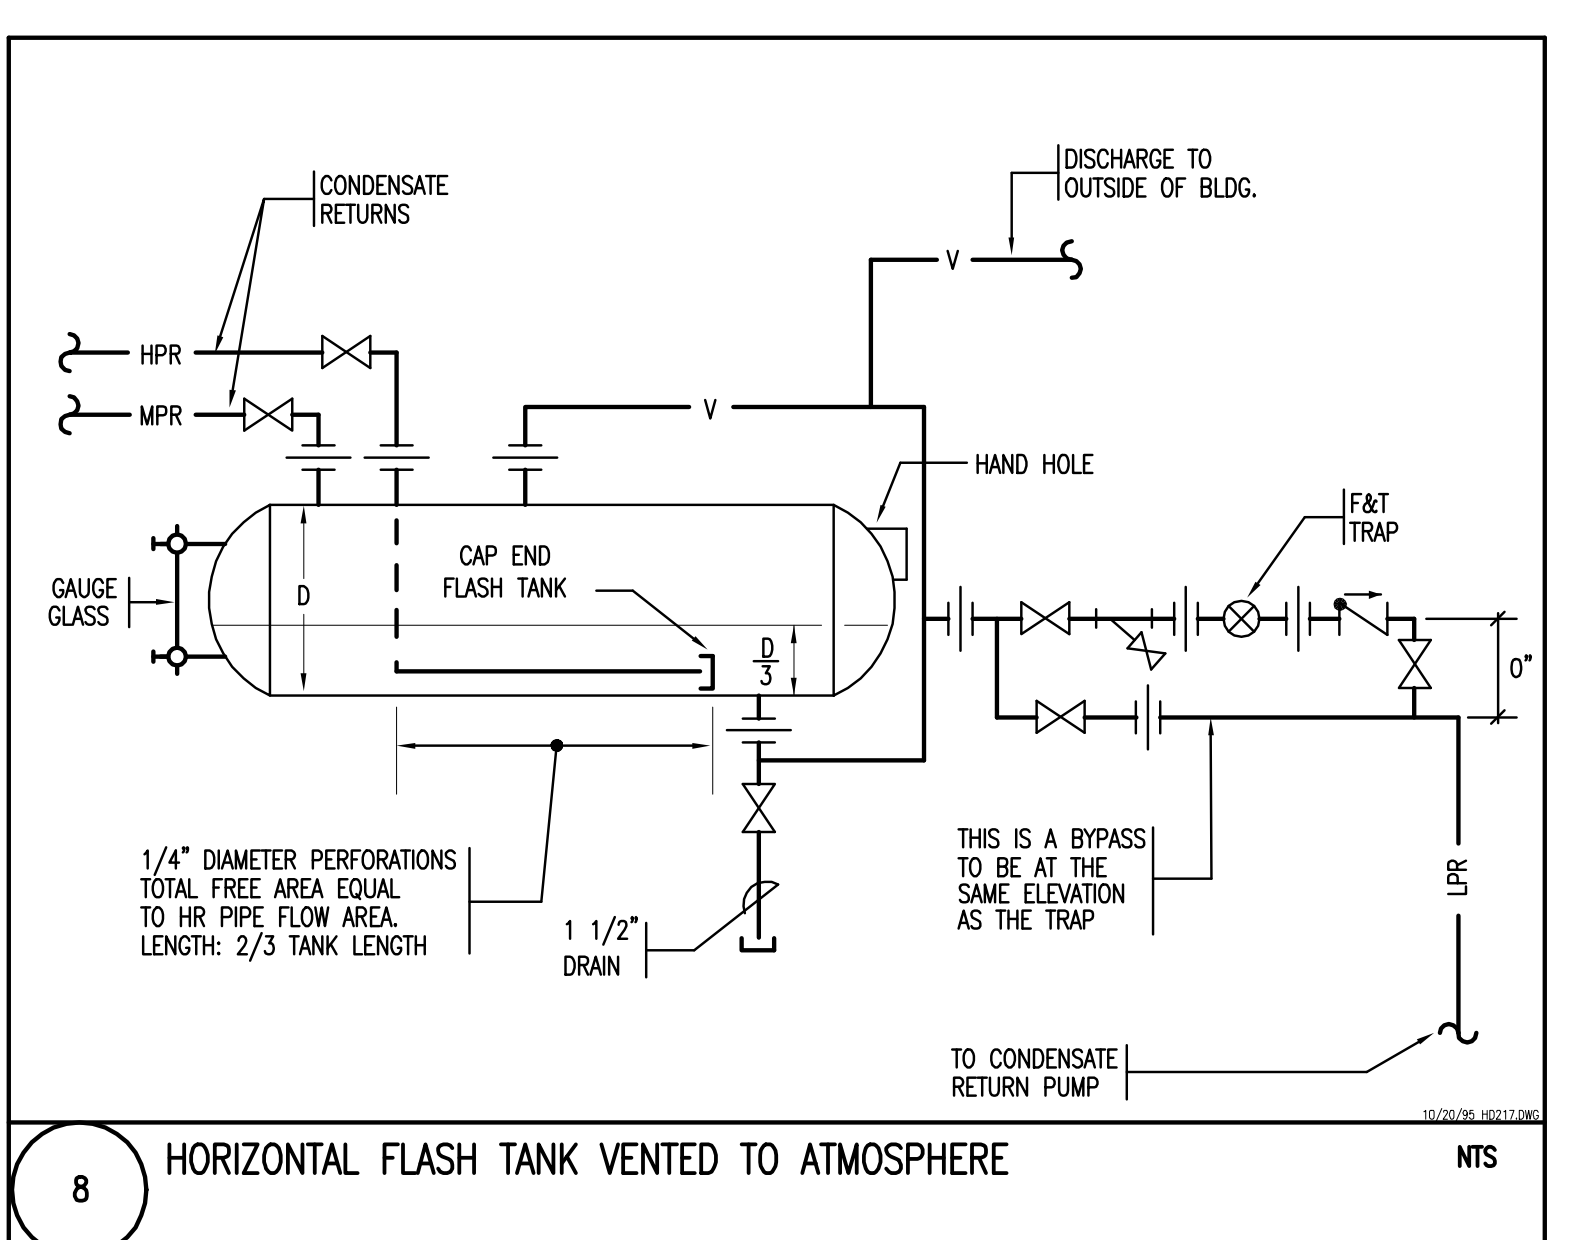 DISCHARGE TO
OUTSIDE OF BLDG.
CONDENSATE
RETURNS
V
HPR
MPR
V
HAND HOLE
F&T
TRAP
CAP END
FLASH TANK
GAUGE
GLASS
D
D
3
0"
THIS IS A BYPASS
TO BE AT THE
SAME ELEVATION
AS THE TRAP
1/4" DIAMETER PERFORATIONS
TOTAL FREE AREA EQUAL
TO HR PIPE FLOW AREA.
LENGTH: 2/3 TANK LENGTH
LPR
1 1/2"
DRAIN
TO CONDENSATE
RETURN PUMP
10/20/95 HD217.DWG
HORIZONTAL FLASH TANK VENTED TO ATMOSPHERE
NTS
8